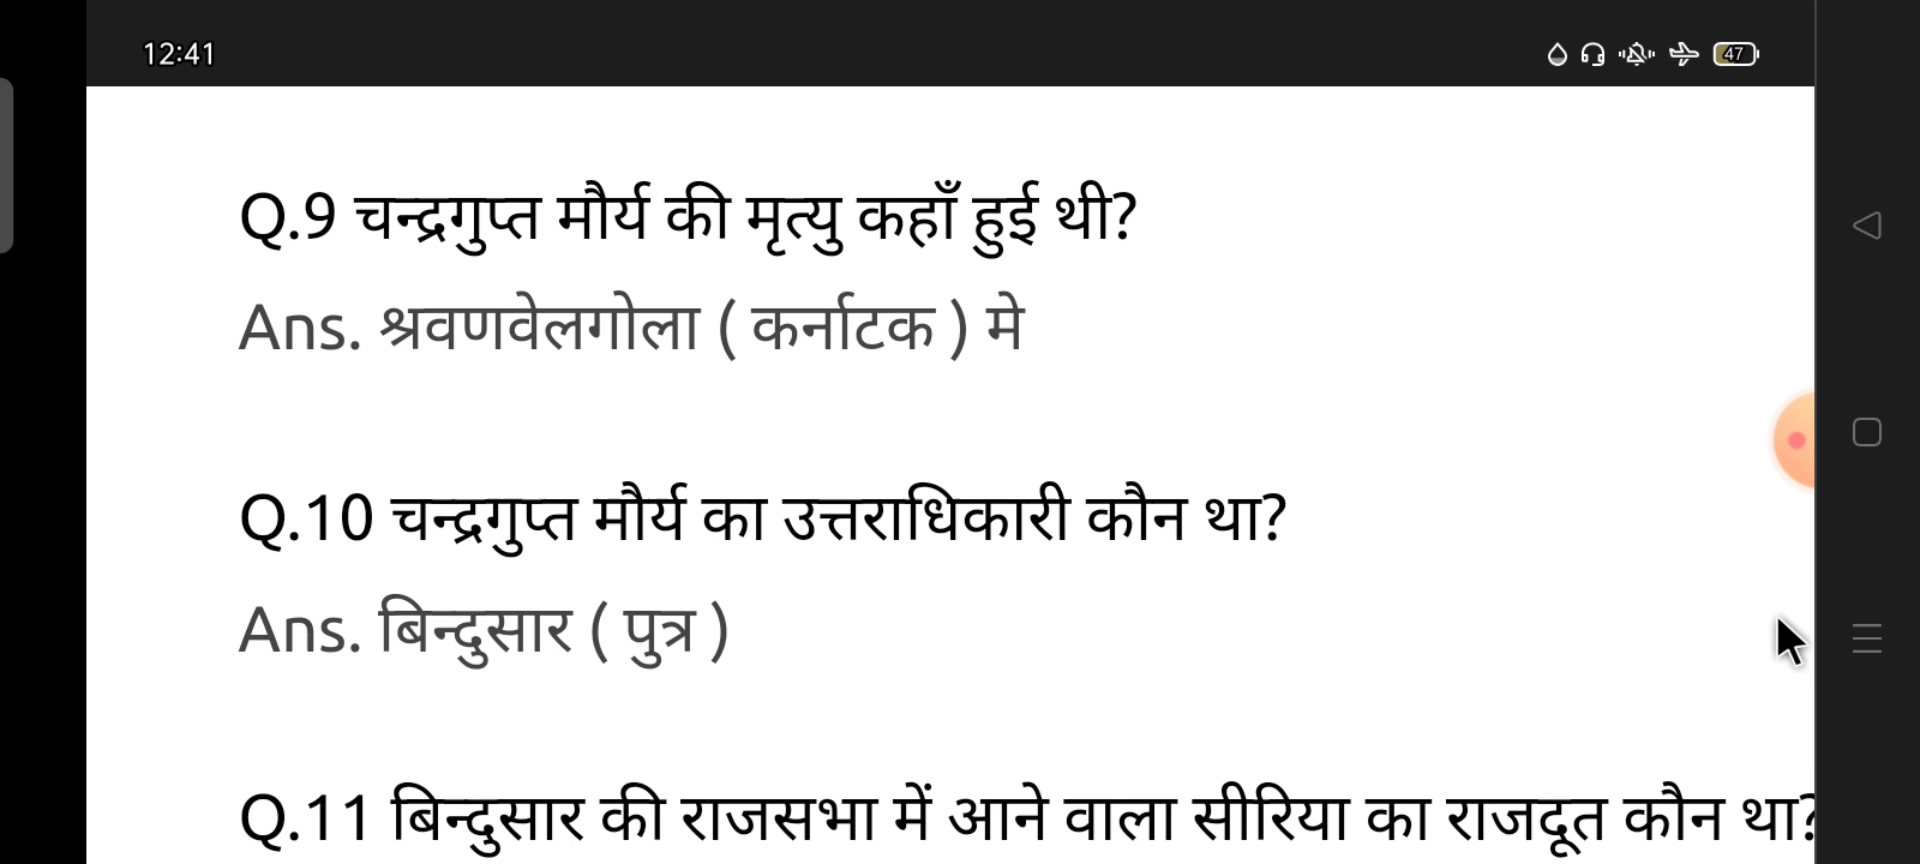 12:41
47
Q.9 चन्द्रगुप्त मौर्य की मृत्यु कहाँ हुई थी?
Ans. श्रवणवेलगोला ( कर्नाटक ) मे
Q.10 चन्द्रगुप्त मौर्य का उत्तराधिकारी कौन था?
Ans. बिन्दुसार ( पुत्र )
Q.11 बिन्दुसार की राजसभा में आने वाला सीरिया का राजदूत कौन था?